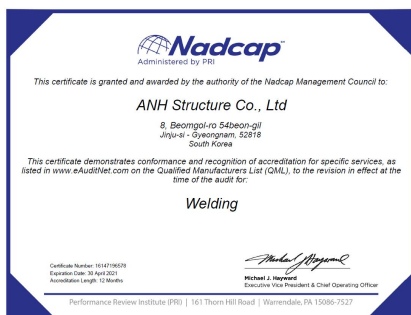 Nadcap
Administered by PRI
This certificate is granted and awarded by the authority of the Nadcap Management Council to:
ANH Structure Co., Ltd
8, Beomgol-ro 54beon-gil
Jinju-si - Gyeongnam, 52818
South Korea
This certificate demonstrates conformance and recognition of accreditation for specific services, as
listed in www.eAuditNet.com on the Qualified Manufacturers List (QML), to the revision in effect at the
time of the audit for:
Welding
Certificate Number: 16147196578
Expiration Date: 30 April 2021
Accreditation Length: 12 Months
Michael J. Hayward
Michael J. Hayward
Executive Vice President & Chief Operating Officer
Performance Review Institute (PRI) | 161 Thorn Hill Road | Warrendale, PA 15086-7527